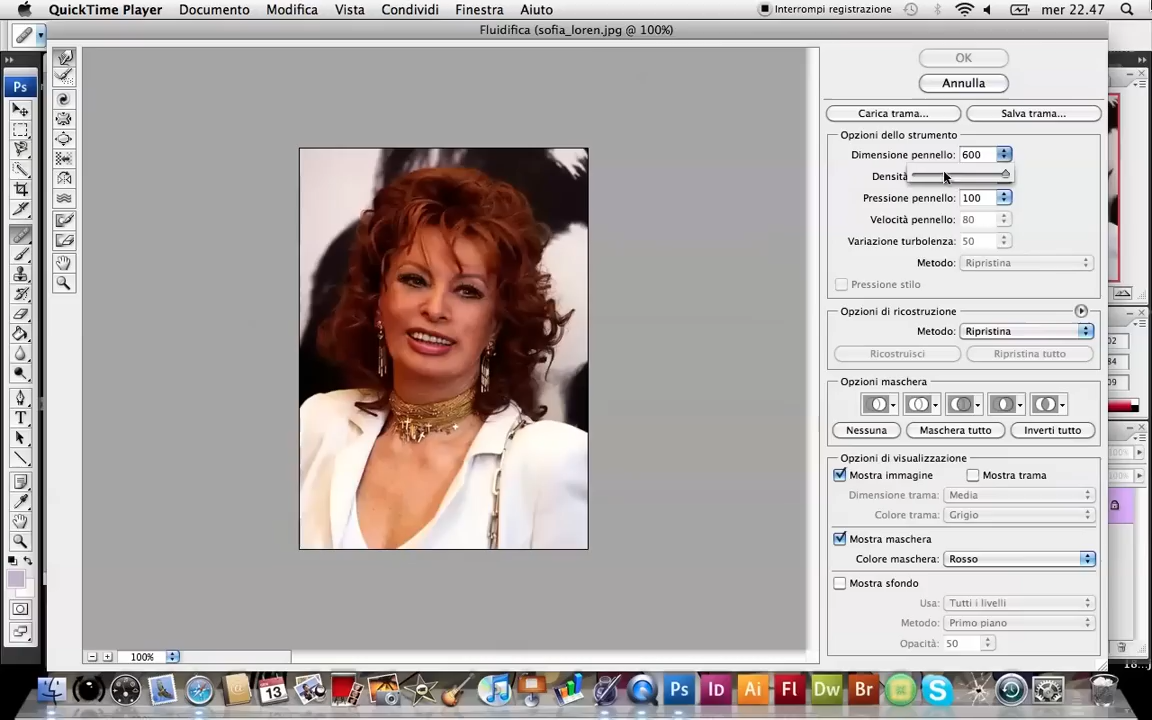 QuickTime Player Documento Modifica Vista Condividi Finestra Aiuto Interrompi registrazione mer 22.47
Fluidifica (sofia_loren.jpg @ 100%)
Ps
OK
Annulla
Carica trama... Salva trama...
Opzioni dello strumento
Dimensione pennello: 600
Densità
Pressione pennello: 100
Velocità pennello: 80
Variazione turbolenza: 50
Metodo: Ripristina
Pressione stilo
Opzioni di ricostruzione
Metodo: Ripristina
Ricostruisci Ripristina tutto
Opzioni maschera
Nessuna Maschera tutto Inverti tutto
Opzioni di visualizzazione
Mostra immagine Mostra trama
Dimensione trama: Media
Colore trama: Grigio
Mostra maschera
Colore maschera: Rosso
Mostra sfondo
Usa: Tutti i livelli
Metodo: Primo piano
Opacità: 50
100%
02
84
09
T
13 Ps Id Ai Fl Dw Br S